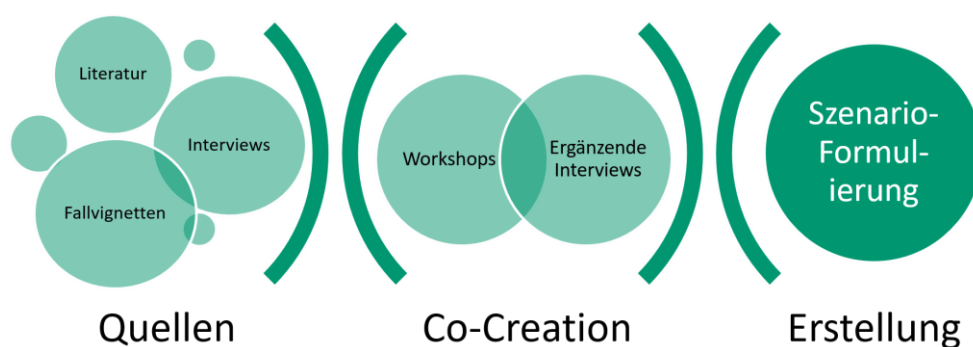 Literatur
Interviews
Fallvignetten
Workshops
Ergänzende
Interviews
Szenario-
Formul-
ierung
Quellen
Co-Creation
Erstellung